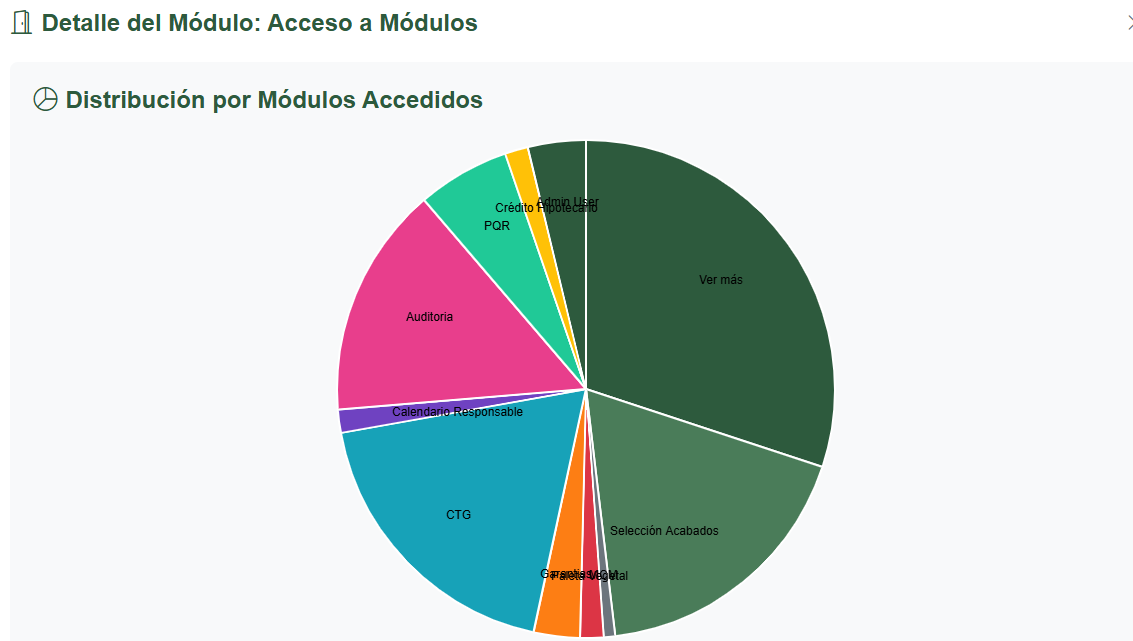 Detalle del Módulo: Acceso a Módulos
Distribución por Módulos Accedidos
Admin User
Crédito Hipotecario
PQR
Ver más
Auditoria
Calendario Responsable
CTG
Selección Acabados
Garantias
Paleta Vegetal